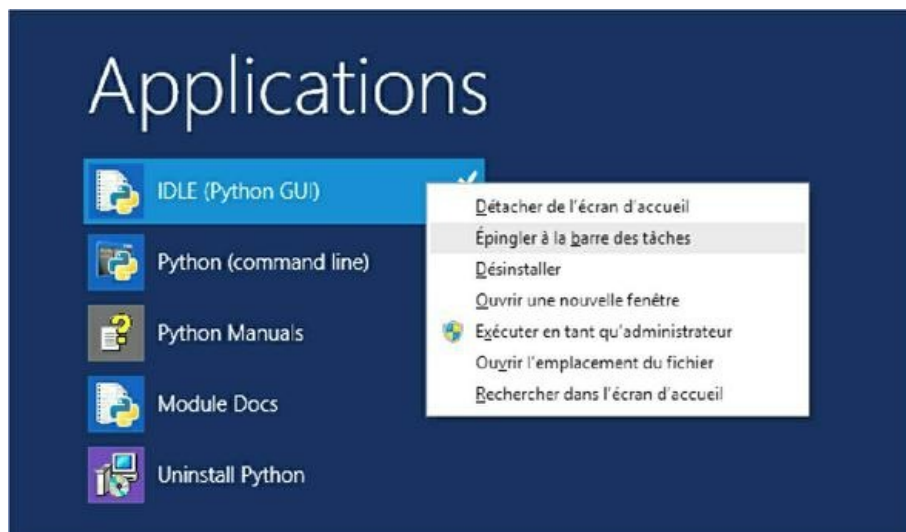 Applications
IDLE (Python GUI)
Détacher de l'écran d'accueil
Épingler à la barre des tâches
Python (command line)
Désinstaller
Ouvrir une nouvelle fenêtre
Python Manuals
Exécuter en tant qu'administrateur
Ouvrir l'emplacement du fichier
Module Docs
Rechercher dans l'écran d'accueil
Uninstall Python